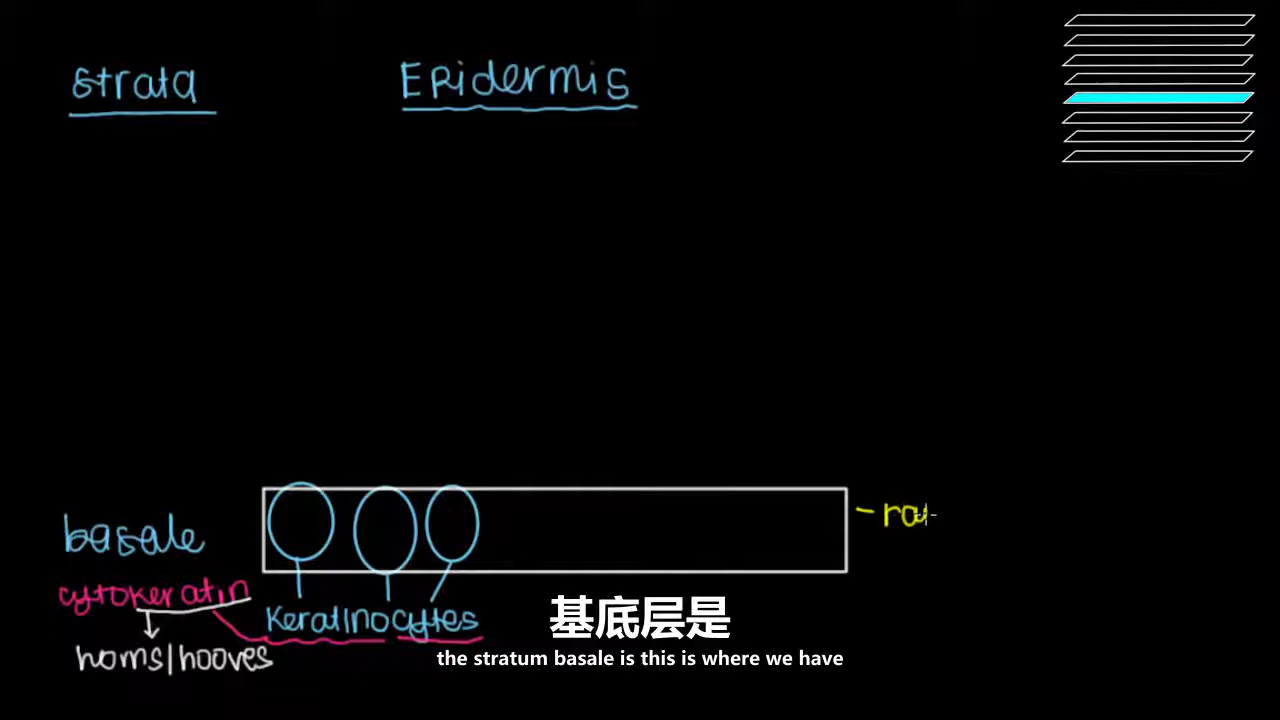 strata
Epidermis
basale
cytokeratin
Keratinocytes
horns/hooves
基底层是
the stratum basale is this is where we have